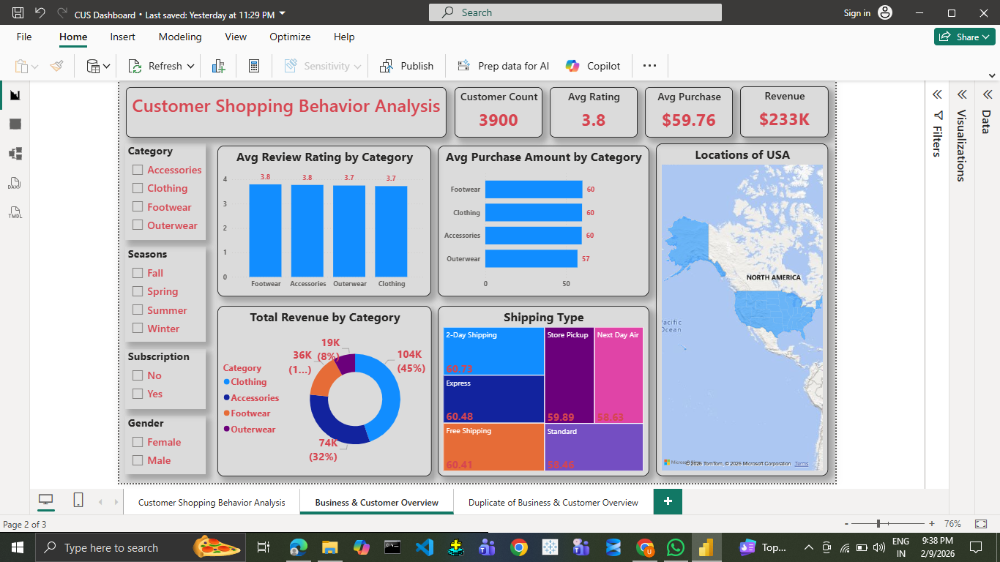 CUS Dashboard • Last saved: Yesterday at 11:29 PM
Search
Sign in
File
Home
Insert
Modeling
View
Optimize
Help
Share
Refresh
Sensitivity
Publish
Prep data for AI
Copilot
DAX
TMDL
Customer Shopping Behavior Analysis
Customer Count
3900
Avg Rating
3.8
Avg Purchase
$59.76
Revenue
$233K
Category
Accessories
Clothing
Footwear
Outerwear
Seasons
Fall
Spring
Summer
Winter
Subscription
No
Yes
Gender
Female
Male
Avg Review Rating by Category
4
3
2
1
0
3.8
3.8
3.7
3.7
Footwear
Accessories
Outerwear
Clothing
Avg Purchase Amount by Category
Footwear
60
Clothing
60
Accessories
60
Outerwear
57
0
50
Total Revenue by Category
Category
Clothing
Accessories
Footwear
Outerwear
19K
(8%)
36K
(1...)
104K
(45%)
74K
(32%)
Shipping Type
2-Day Shipping
60.73
Express
60.48
Free Shipping
60.41
Store Pickup
59.89
Next Day Air
58.63
Standard
58.46
Locations of USA
NORTH AMERICA
Pacific
Ocean
© 2026 TomTom, © 2026 Microsoft Corporation Terms
Filters
Visualizations
Data
Customer Shopping Behavior Analysis
Business & Customer Overview
Duplicate of Business & Customer Overview
Page 2 of 3
76%
Type here to search
Top...
ENG
IN
9:38 PM
2/9/2026